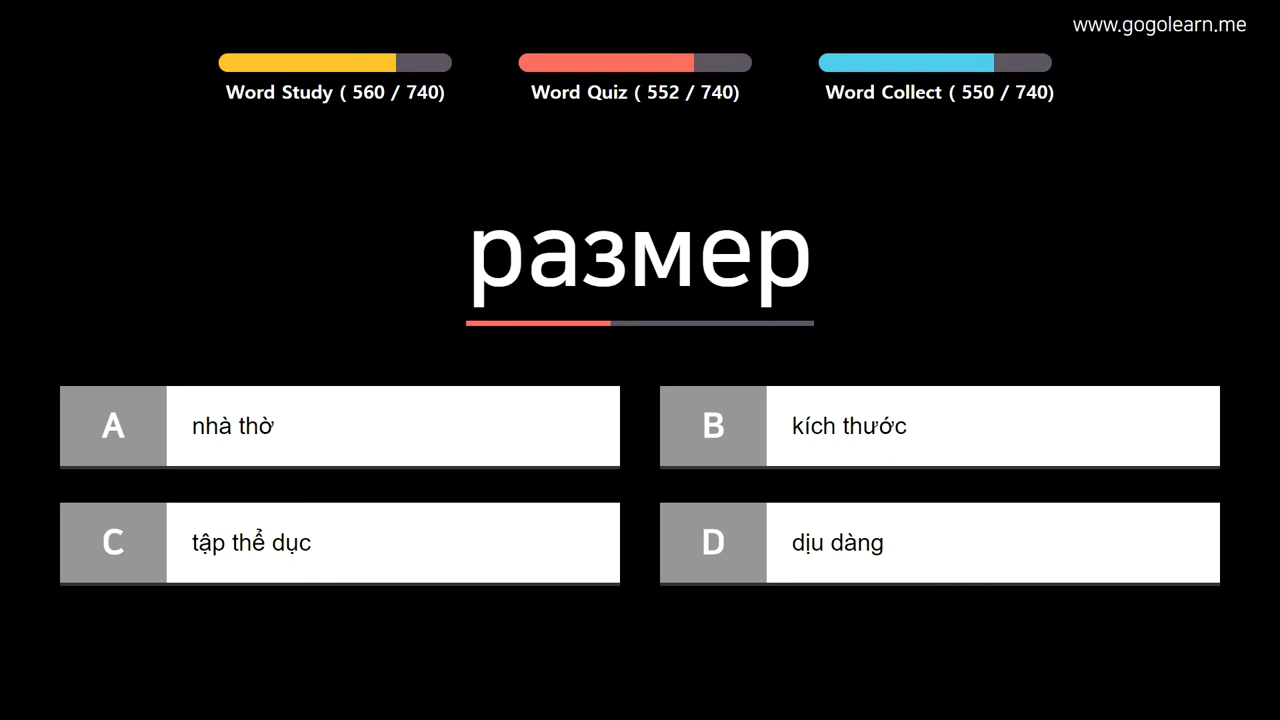 www.gogolearn.me
Word Study ( 560 / 740)
Word Quiz ( 552 / 740)
Word Collect ( 550 / 740)
размер
A nhà thờ
B kích thước
C tập thể dục
D dịu dàng